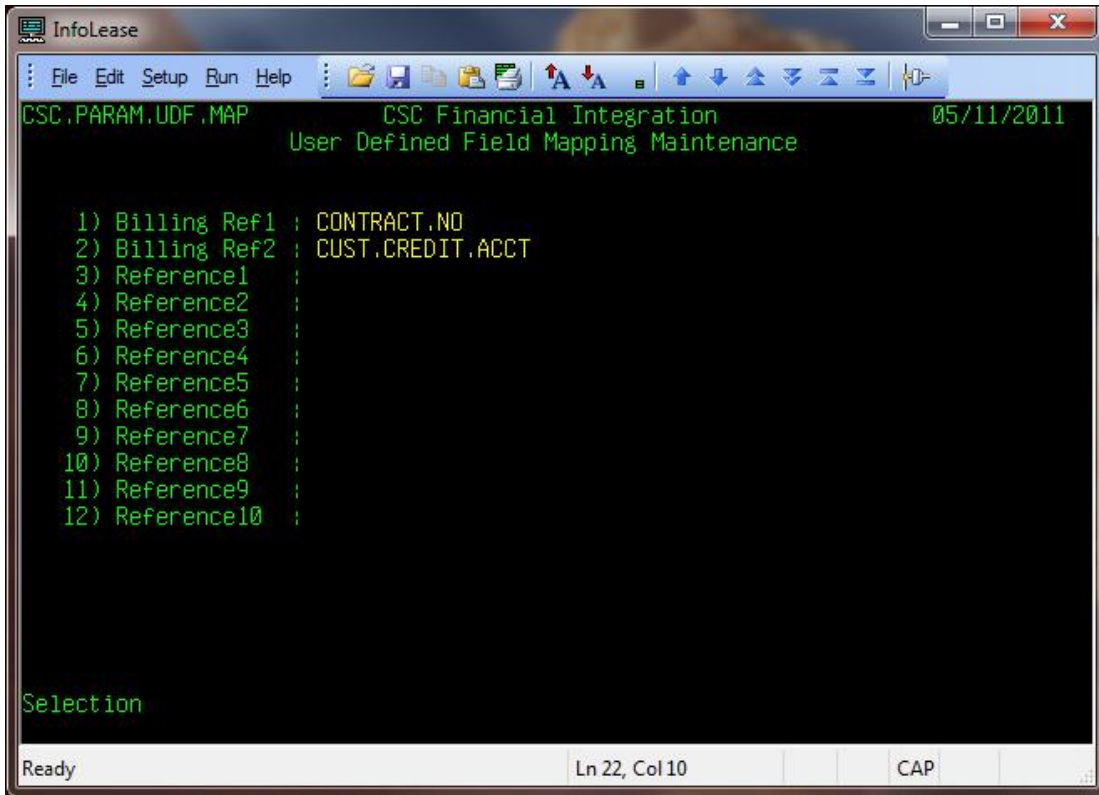 InfoLease
File Edit Setup Run Help
CSC.PARAM.UDF.MAP CSC Financial Integration 05/11/2011
User Defined Field Mapping Maintenance
1) Billing Ref1 : CONTRACT.NO
2) Billing Ref2 : CUST.CREDIT.ACCT
3) Reference1 :
4) Reference2 :
5) Reference3 :
6) Reference4 :
7) Reference5 :
8) Reference6 :
9) Reference7 :
10) Reference8 :
11) Reference9 :
12) Reference10 :
Selection
Ready Ln 22, Col 10 CAP